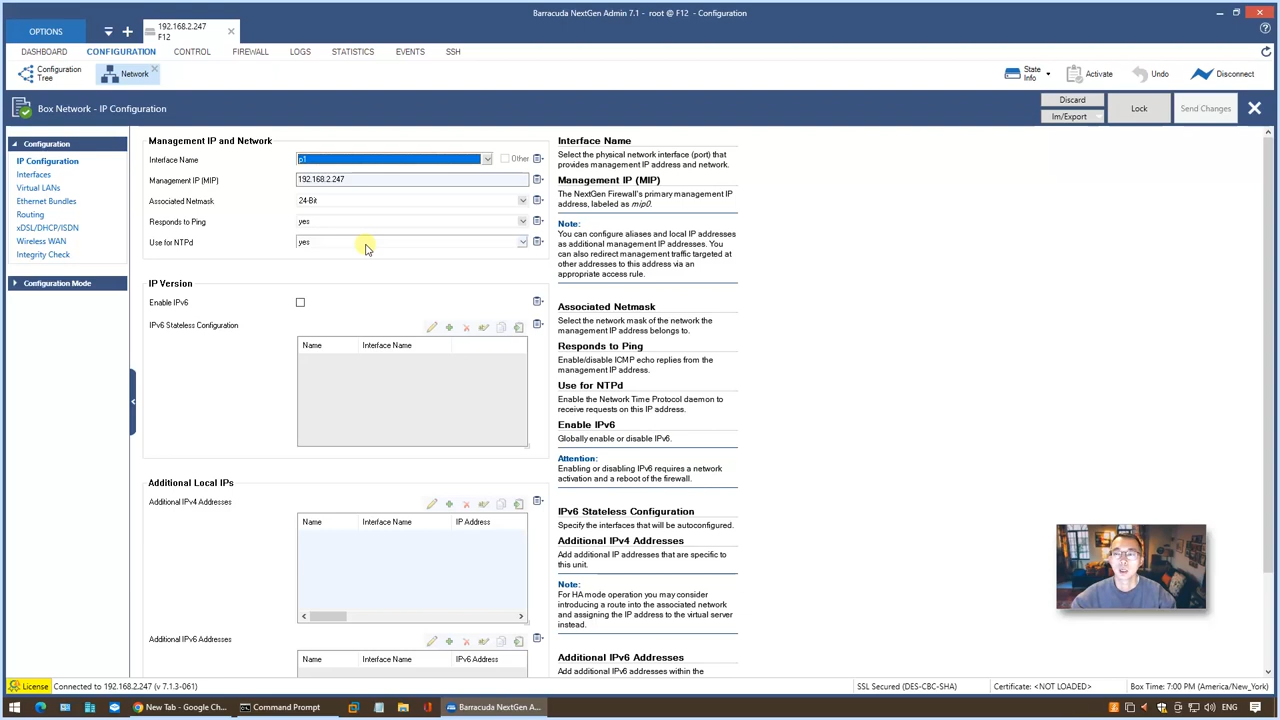 Barracuda NextGen Admin 7.1 - root @ F12 - Configuration
OPTIONS
192.168.2.247
F12
DASHBOARD CONFIGURATION CONTROL FIREWALL LOGS STATISTICS EVENTS SSH
Configuration
Tree
Network
State
Info
Activate
Undo
Disconnect
Box Network - IP Configuration
Discard
Im/Export
Lock
Send Changes
Configuration
IP Configuration
Interfaces
Virtual LANs
Ethernet Bundles
Routing
xDSL/DHCP/ISDN
Wireless WAN
Integrity Check
Configuration Mode
Management IP and Network
Interface Name p1 Other
Management IP (MIP) 192.168.2.247
Associated Netmask 24-Bit
Responds to Ping yes
Use for NTPd yes
IP Version
Enable IPv6
IPv6 Stateless Configuration
Name Interface Name
Additional Local IPs
Additional IPv4 Addresses
Name Interface Name IP Address
Additional IPv6 Addresses
Name Interface Name IPv6 Address
Interface Name
Select the physical network interface (port) that
provides management IP address and network.
Management IP (MIP)
The NextGen Firewall's primary management IP
address, labeled as mip0.
Note:
You can configure aliases and local IP addresses
as additional management IP addresses. You
can also redirect management traffic targeted at
other addresses to this address via an
appropriate access rule.
Associated Netmask
Select the network mask of the network the
management IP address belongs to.
Responds to Ping
Enable/disable ICMP echo replies from the
management IP address.
Use for NTPd
Enable the Network Time Protocol daemon to
receive requests on this IP address.
Enable IPv6
Globally enable or disable IPv6.
Attention:
Enabling or disabling IPv6 requires a network
activation and a reboot of the firewall.
IPv6 Stateless Configuration
Specify the interfaces that will be autoconfigured.
Additional IPv4 Addresses
Add additional IP addresses that are specific to
this unit.
Note:
For HA mode operation you may consider
introducing a route into the associated network
and assigning the IP address to the virtual server
instead.
Additional IPv6 Addresses
Add additional IPv6 addresses within the
License Connected to 192.168.2.247 (v 7.1.3-061)
SSL Secured (DES-CBC-SHA)
Certificate: <NOT LOADED>
Box Time: 7:00 PM (America/New_York)
New Tab - Google Ch...
Command Prompt
Barracuda NextGen A...
ENG